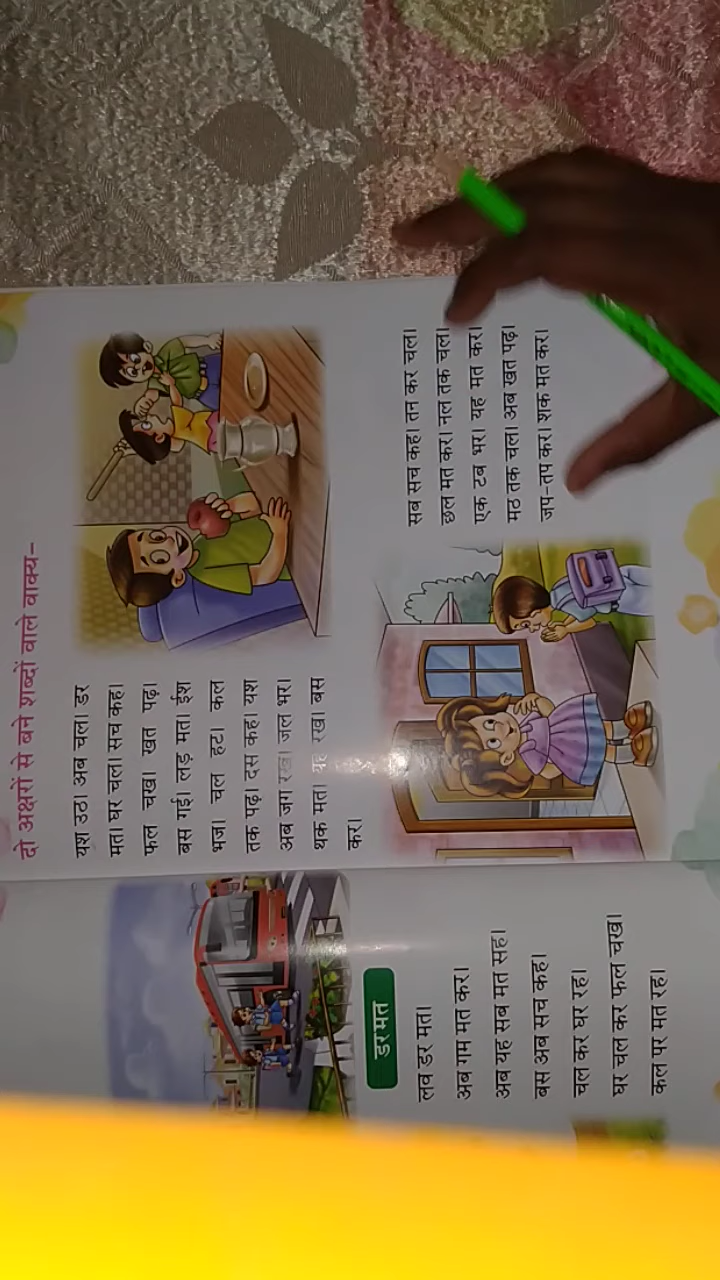 डर मत
लव डर मत।
अब गम मत कर।
अब यह सब मत सह।
बस अब सच कह।
चल कर घर रह।
घर चल कर फल चख।
कल पर मत रह।
दो अक्षरों से बने शब्दों वाले वाक्य–
यश उठ। अब चल। डर
मत। घर चल। सच कह।
फल चख। खत पढ़।
बस गई। लड़ मत। ईश
भज। चल हट। कल
तक पढ़। दस कह। यश
अब जग रख। जल भर।
थक मत। यह रख। बस
कर।
सब सच कह। तन कर चल।
छल मत कर। नल तक चल।
एक टब भर। यह मत कर।
मठ तक चल। अब खत पढ़।
जप-तप कर। शक मत कर।